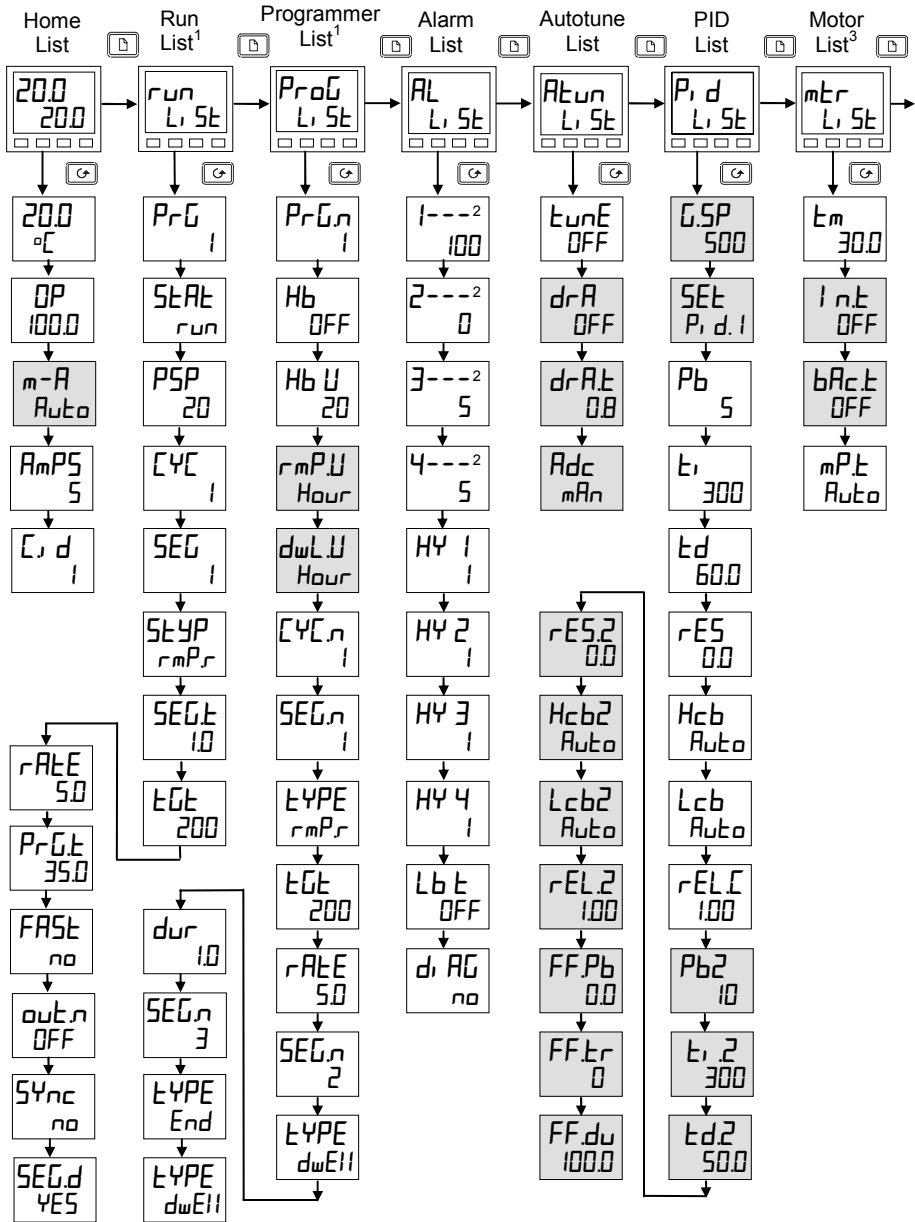 Home List
Run List1
Programmer List1
Alarm List
Autotune List
PID List
Motor List3
20.0
20.0
run
LiSt
ProG
LiSt
AL
LiSt
Atun
LiSt
Pid
LiSt
mtr
LiSt
20.0
°C
OP
100.0
m-A
Auto
AmPS
5
C.id
1
PrG
1
StAt
run
PSP
20
CYC
1
SEG
1
StYP
rmP.r
SEG.t
1.0
tGt
200
rAtE
5.0
PrG.t
35.0
FASt
no
out.n
OFF
SYnc
no
SEG.d
YES
PrG.n
1
Hb
OFF
Hb U
20
rmP.U
Hour
dwL.U
Hour
CYC.n
1
SEG.n
1
tYPE
rmP.r
tGt
200
rAtE
5.0
SEG.n
2
tYPE
dwEll
dur
1.0
SEG.n
3
tYPE
End
tYPE
dwEll
1---2
100
2---2
0
3---2
5
4---2
5
HY 1
1
HY 2
1
HY 3
1
HY 4
1
Lb t
OFF
diAG
no
tunE
OFF
drA
OFF
drA.t
0.8
Adc
mAn
G.SP
500
SEt
Pid.1
Pb
5
ti
300
td
60.0
rES
0.0
Hcb
Auto
Lcb
Auto
rEL.C
1.00
Pb2
10
ti.2
300
td.2
50.0
rES.2
0.0
Hcb2
Auto
Lcb2
Auto
rEL.2
1.00
FF.Pb
0.0
FF.tr
0
FF.du
100.0
tm
30.0
In.t
OFF
bAc.t
OFF
mP.t
Auto